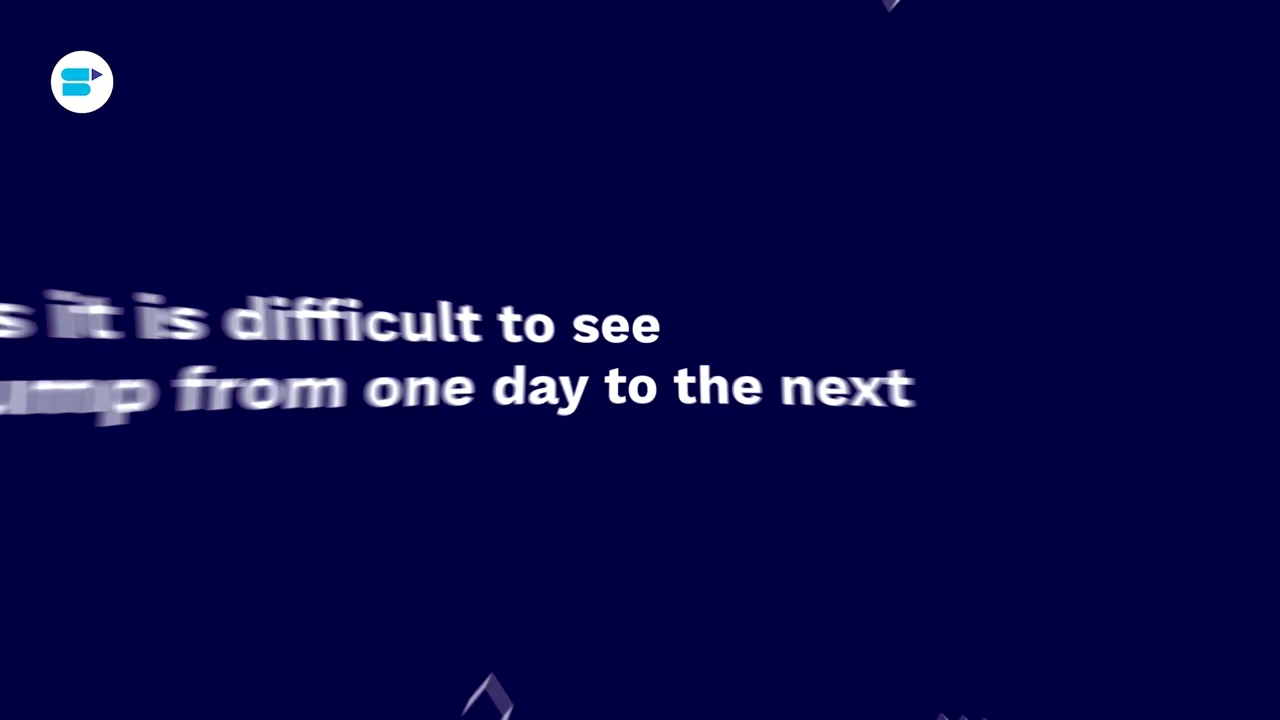 it is difficult to see
from one day to the next